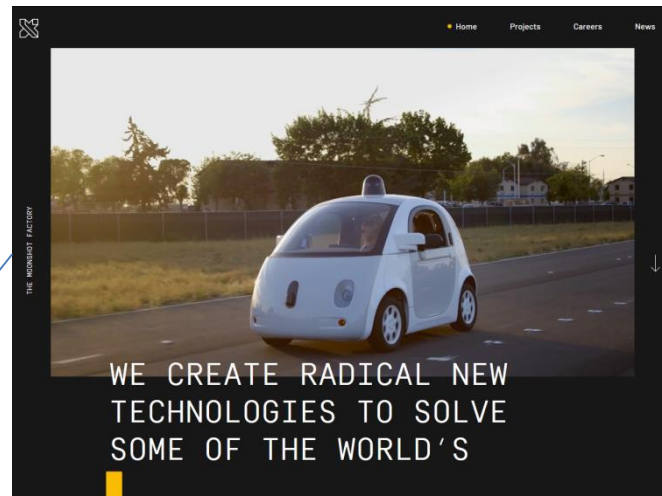 Home Projects Careers News
THE MOONSHOT FACTORY
WE CREATE RADICAL NEW
TECHNOLOGIES TO SOLVE
SOME OF THE WORLD'S